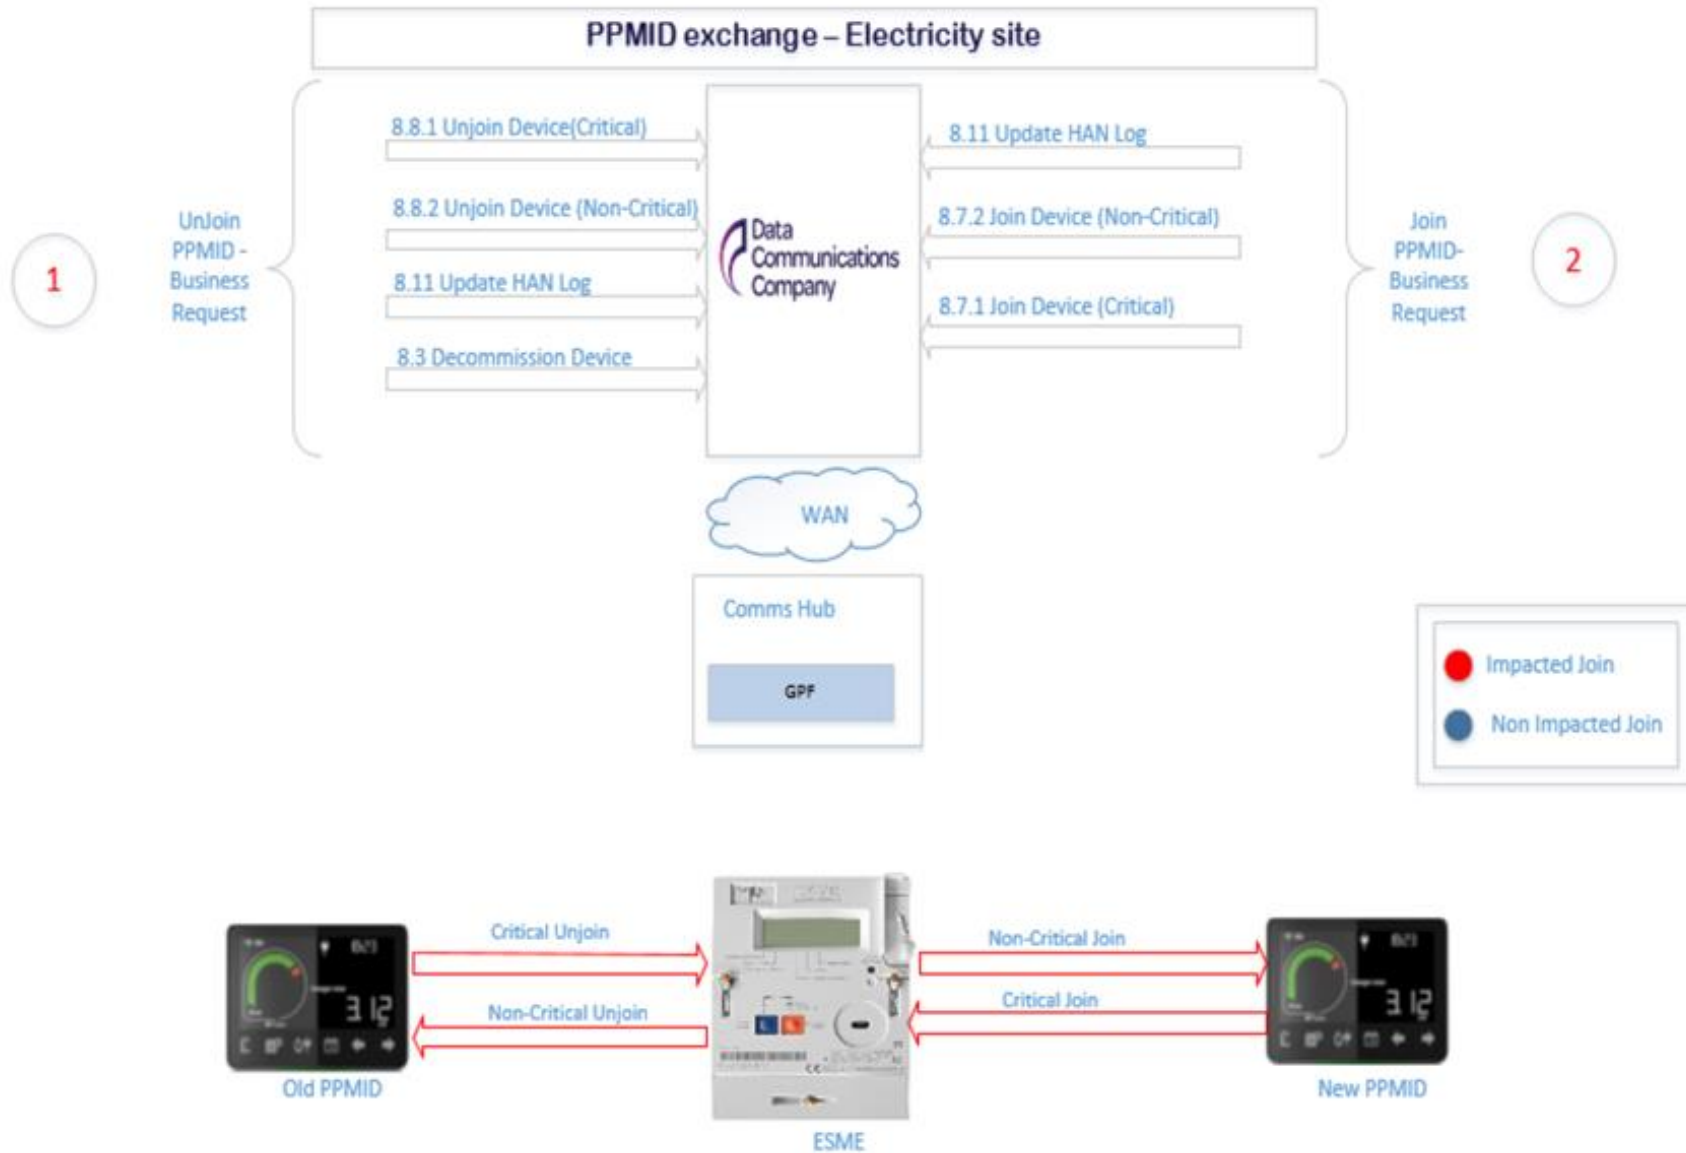 PPMID exchange – Electricity site
8.8.1 Unjoin Device(Critical)
8.8.2 Unjoin Device (Non-Critical)
8.11 Update HAN Log
8.3 Decommission Device
UnJoin
PPMID -
Business
Request
1
Data
Communications
Company
8.11 Update HAN Log
8.7.2 Join Device (Non-Critical)
8.7.1 Join Device (Critical)
Join
PPMID-
Business
Request
2
WAN
Comms Hub
GPF
Impacted Join
Non Impacted Join
Critical Unjoin
Non-Critical Unjoin
Non-Critical Join
Critical Join
3.12
3.12
Old PPMID
New PPMID
ESME